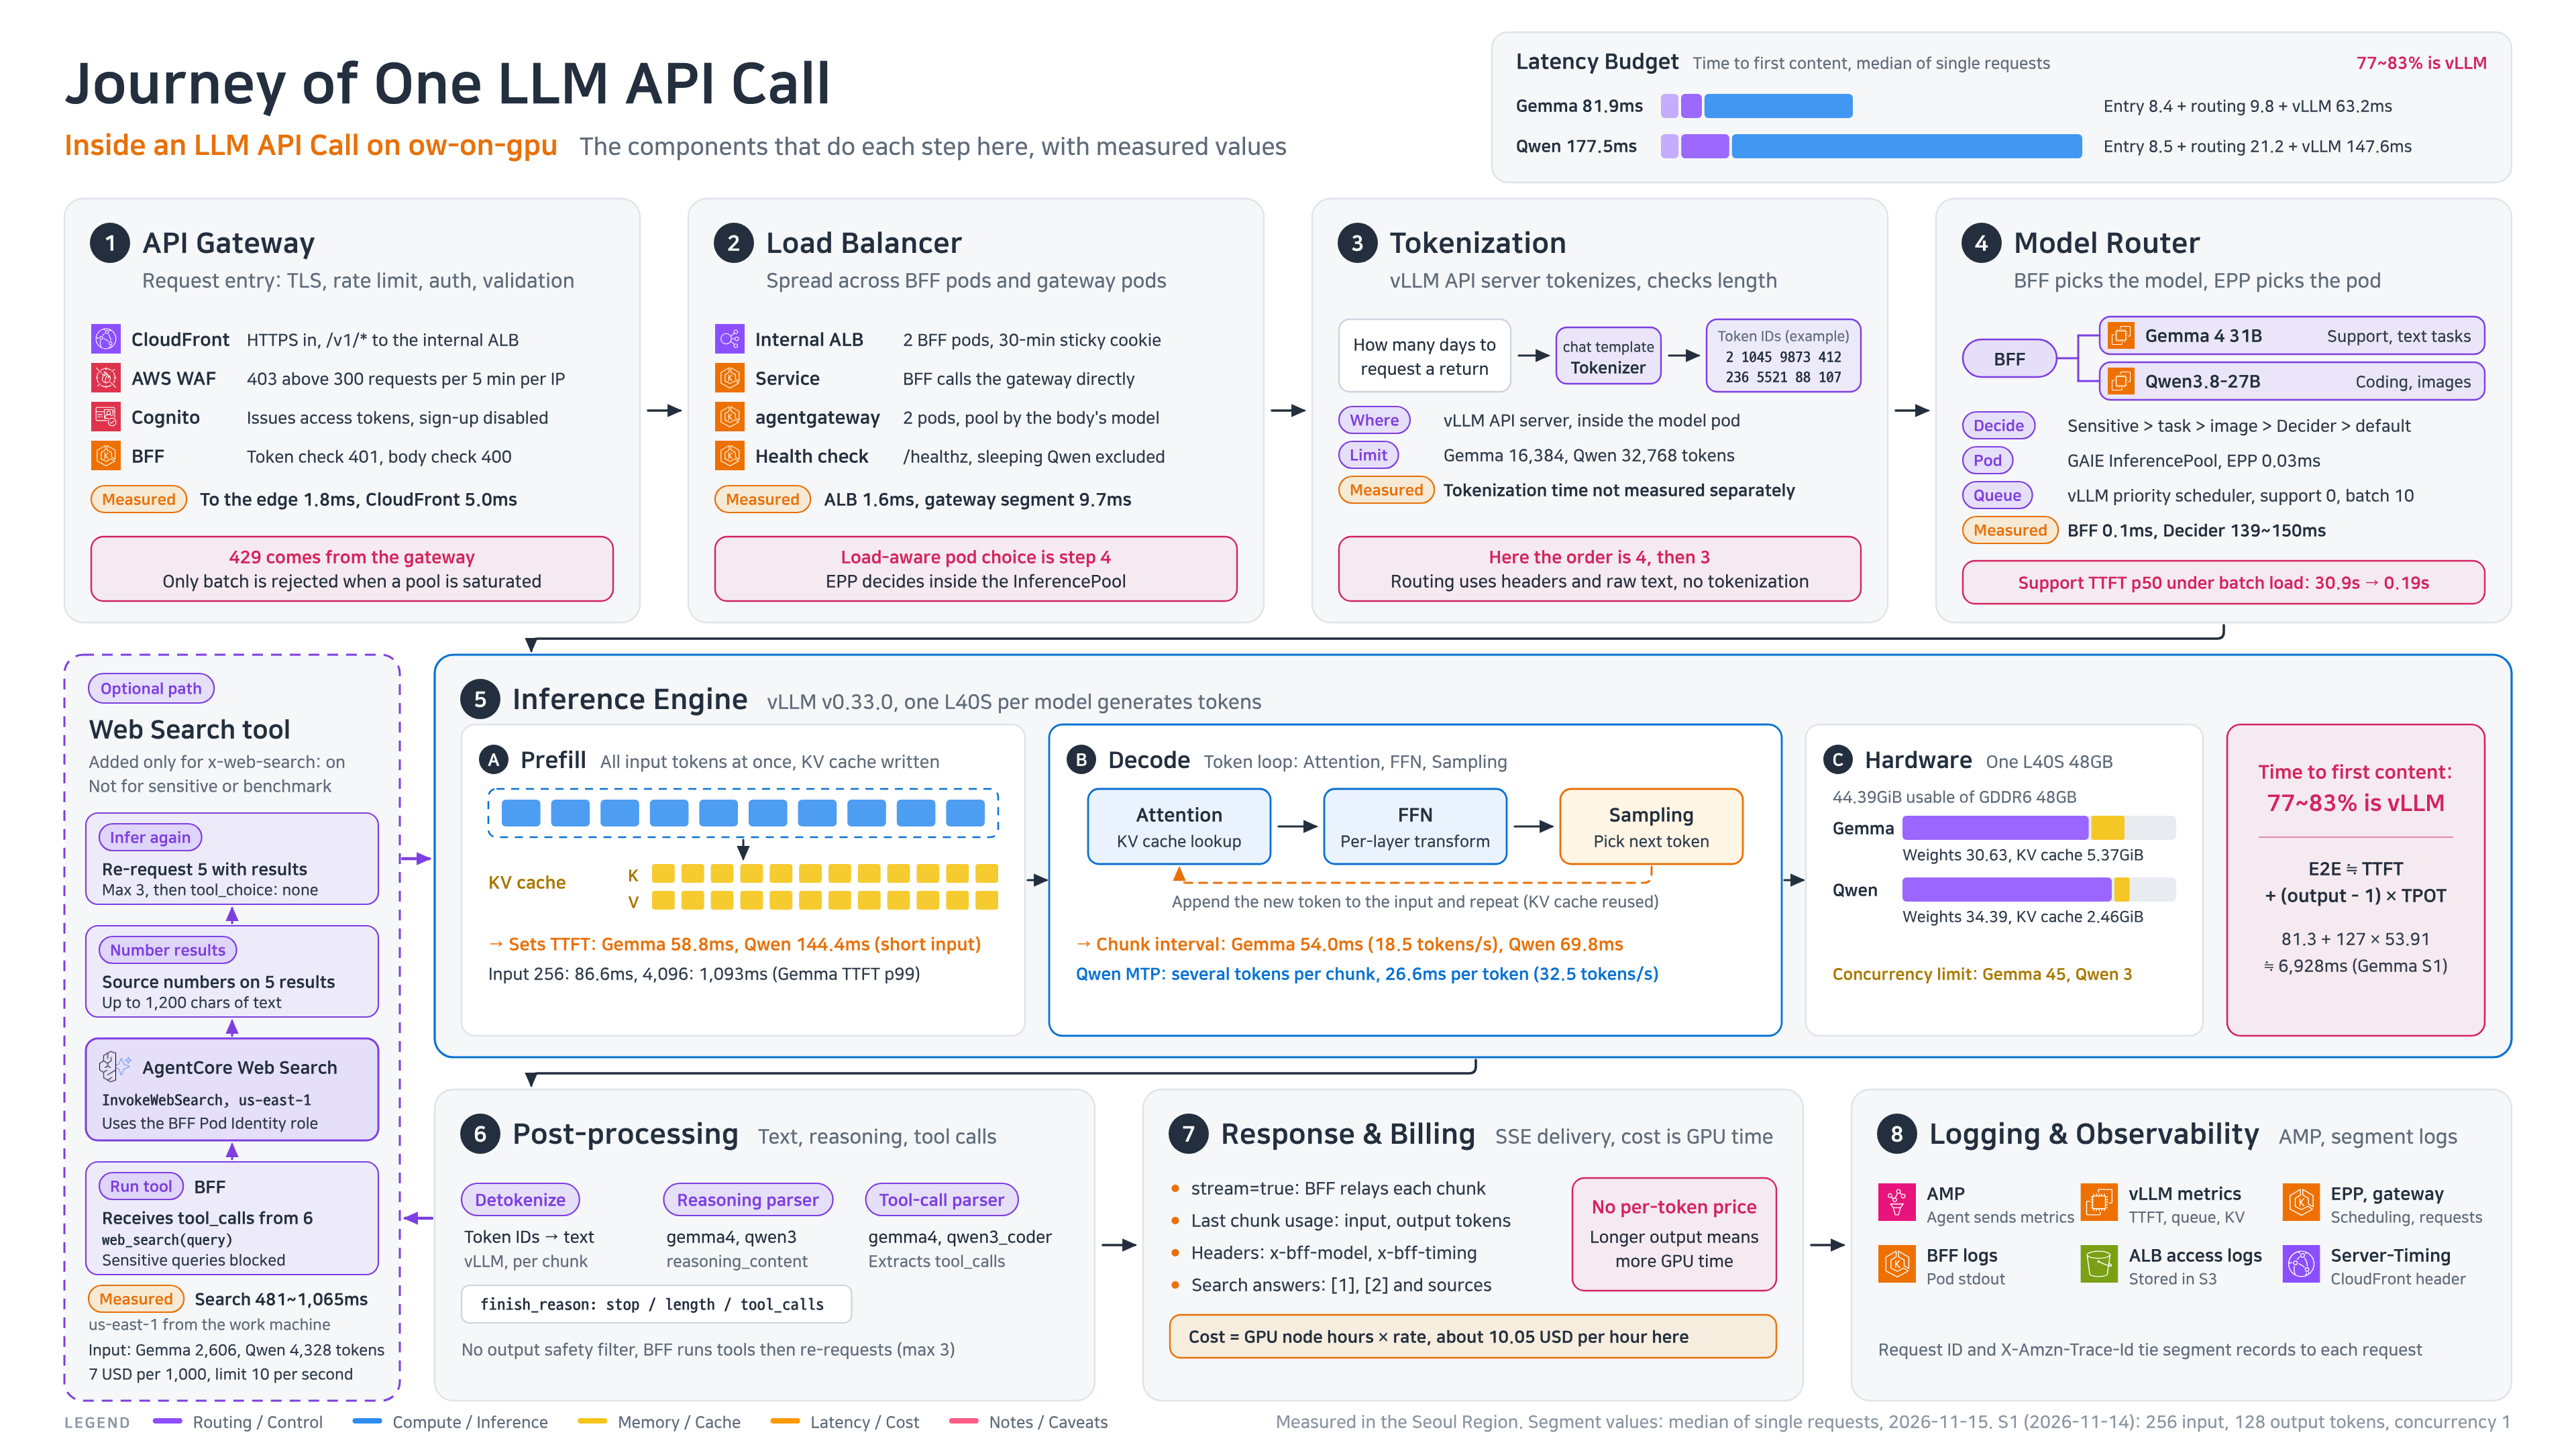 Journey of One LLM API Call
Inside an LLM API Call on ow-on-gpu The components that do each step here, with measured values
Latency Budget Time to first content, median of single requests 77~83% is vLLM
Gemma 81.9ms Entry 8.4 + routing 9.8 + vLLM 63.2ms
Qwen 177.5ms Entry 8.5 + routing 21.2 + vLLM 147.6ms
1 API Gateway
Request entry: TLS, rate limit, auth, validation
CloudFront HTTPS in, /v1/* to the internal ALB
AWS WAF 403 above 300 requests per 5 min per IP
Cognito Issues access tokens, sign-up disabled
BFF Token check 401, body check 400
Measured To the edge 1.8ms, CloudFront 5.0ms
429 comes from the gateway
Only batch is rejected when a pool is saturated
2 Load Balancer
Spread across BFF pods and gateway pods
Internal ALB 2 BFF pods, 30-min sticky cookie
Service BFF calls the gateway directly
agentgateway 2 pods, pool by the body's model
Health check /healthz, sleeping Qwen excluded
Measured ALB 1.6ms, gateway segment 9.7ms
Load-aware pod choice is step 4
EPP decides inside the InferencePool
3 Tokenization
vLLM API server tokenizes, checks length
How many days to
request a return
chat template
Tokenizer
Token IDs (example)
2 1045 9873 412
236 5521 88 107
Where vLLM API server, inside the model pod
Limit Gemma 16,384, Qwen 32,768 tokens
Measured Tokenization time not measured separately
Here the order is 4, then 3
Routing uses headers and raw text, no tokenization
4 Model Router
BFF picks the model, EPP picks the pod
BFF
Gemma 4 31B Support, text tasks
Qwen3.8-27B Coding, images
Decide Sensitive > task > image > Decider > default
Pod GAIE InferencePool, EPP 0.03ms
Queue vLLM priority scheduler, support 0, batch 10
Measured BFF 0.1ms, Decider 139~150ms
Support TTFT p50 under batch load: 30.9s → 0.19s
Optional path
Web Search tool
Added only for x-web-search: on
Not for sensitive or benchmark
Infer again
Re-request 5 with results
Max 3, then tool_choice: none
Number results
Source numbers on 5 results
Up to 1,200 chars of text
AgentCore Web Search
InvokeWebSearch, us-east-1
Uses the BFF Pod Identity role
Run tool BFF
Receives tool_calls from 6
web_search(query)
Sensitive queries blocked
Measured Search 481~1,065ms
us-east-1 from the work machine
Input: Gemma 2,606, Qwen 4,328 tokens
7 USD per 1,000, limit 10 per second
5 Inference Engine vLLM v0.33.0, one L40S per model generates tokens
A Prefill All input tokens at once, KV cache written
KV cache
K
V
→ Sets TTFT: Gemma 58.8ms, Qwen 144.4ms (short input)
Input 256: 86.6ms, 4,096: 1,093ms (Gemma TTFT p99)
B Decode Token loop: Attention, FFN, Sampling
Attention
KV cache lookup
FFN
Per-layer transform
Sampling
Pick next token
Append the new token to the input and repeat (KV cache reused)
→ Chunk interval: Gemma 54.0ms (18.5 tokens/s), Qwen 69.8ms
Qwen MTP: several tokens per chunk, 26.6ms per token (32.5 tokens/s)
C Hardware One L40S 48GB
44.39GiB usable of GDDR6 48GB
Gemma
Weights 30.63, KV cache 5.37GiB
Qwen
Weights 34.39, KV cache 2.46GiB
Concurrency limit: Gemma 45, Qwen 3
Time to first content:
77~83% is vLLM
E2E ≒ TTFT
+ (output - 1) × TPOT
81.3 + 127 × 53.91
≒ 6,928ms (Gemma S1)
6 Post-processing Text, reasoning, tool calls
Detokenize
Token IDs → text
vLLM, per chunk
Reasoning parser
gemma4, qwen3
reasoning_content
Tool-call parser
gemma4, qwen3_coder
Extracts tool_calls
finish_reason: stop / length / tool_calls
No output safety filter, BFF runs tools then re-requests (max 3)
7 Response & Billing SSE delivery, cost is GPU time
• stream=true: BFF relays each chunk
• Last chunk usage: input, output tokens
• Headers: x-bff-model, x-bff-timing
• Search answers: [1], [2] and sources
No per-token price
Longer output means
more GPU time
Cost = GPU node hours × rate, about 10.05 USD per hour here
8 Logging & Observability AMP, segment logs
AMP
Agent sends metrics
vLLM metrics
TTFT, queue, KV
EPP, gateway
Scheduling, requests
BFF logs
Pod stdout
ALB access logs
Stored in S3
Server-Timing
CloudFront header
Request ID and X-Amzn-Trace-Id tie segment records to each request
LEGEND Routing / Control Compute / Inference Memory / Cache Latency / Cost Notes / Caveats
Measured in the Seoul Region. Segment values: median of single requests, 2026-11-15. S1 (2026-11-14): 256 input, 128 output tokens, concurrency 1